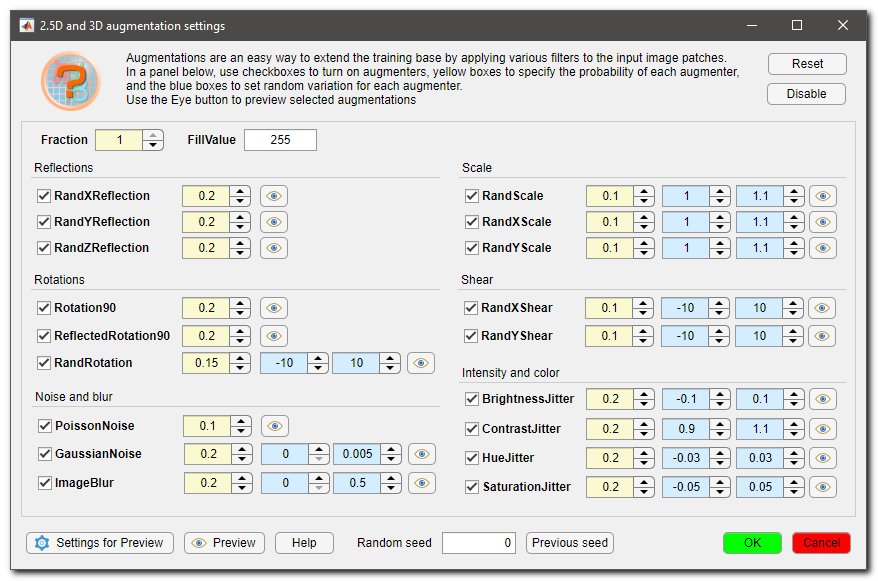 2.5D and 3D augmentation settings
Augmentations are an easy way to extend the training base by applying various filters to the input image patches.
In a panel below, use checkboxes to turn on augmenters, yellow boxes to specify the probability of each augmenter,
and the blue boxes to set random variation for each augmenter.
Use the Eye button to preview selected augmentations
Reset
Disable
Fraction 1 FillValue 255
Reflections
RandXReflection 0.2
RandYReflection 0.2
RandZReflection 0.2
Rotations
Rotation90 0.2
ReflectedRotation90 0.2
RandRotation 0.15 -10 10
Noise and blur
PoissonNoise 0.1
GaussianNoise 0.2 0 0.005
ImageBlur 0.2 0 0.5
Scale
RandScale 0.1 1 1.1
RandXScale 0.1 1 1.1
RandYScale 0.1 1 1.1
Shear
RandXShear 0.1 -10 10
RandYShear 0.1 -10 10
Intensity and color
BrightnessJitter 0.2 -0.1 0.1
ContrastJitter 0.2 0.9 1.1
HueJitter 0.2 -0.03 0.03
SaturationJitter 0.2 -0.05 0.05
Settings for Preview Preview Help Random seed 0 Previous seed OK Cancel